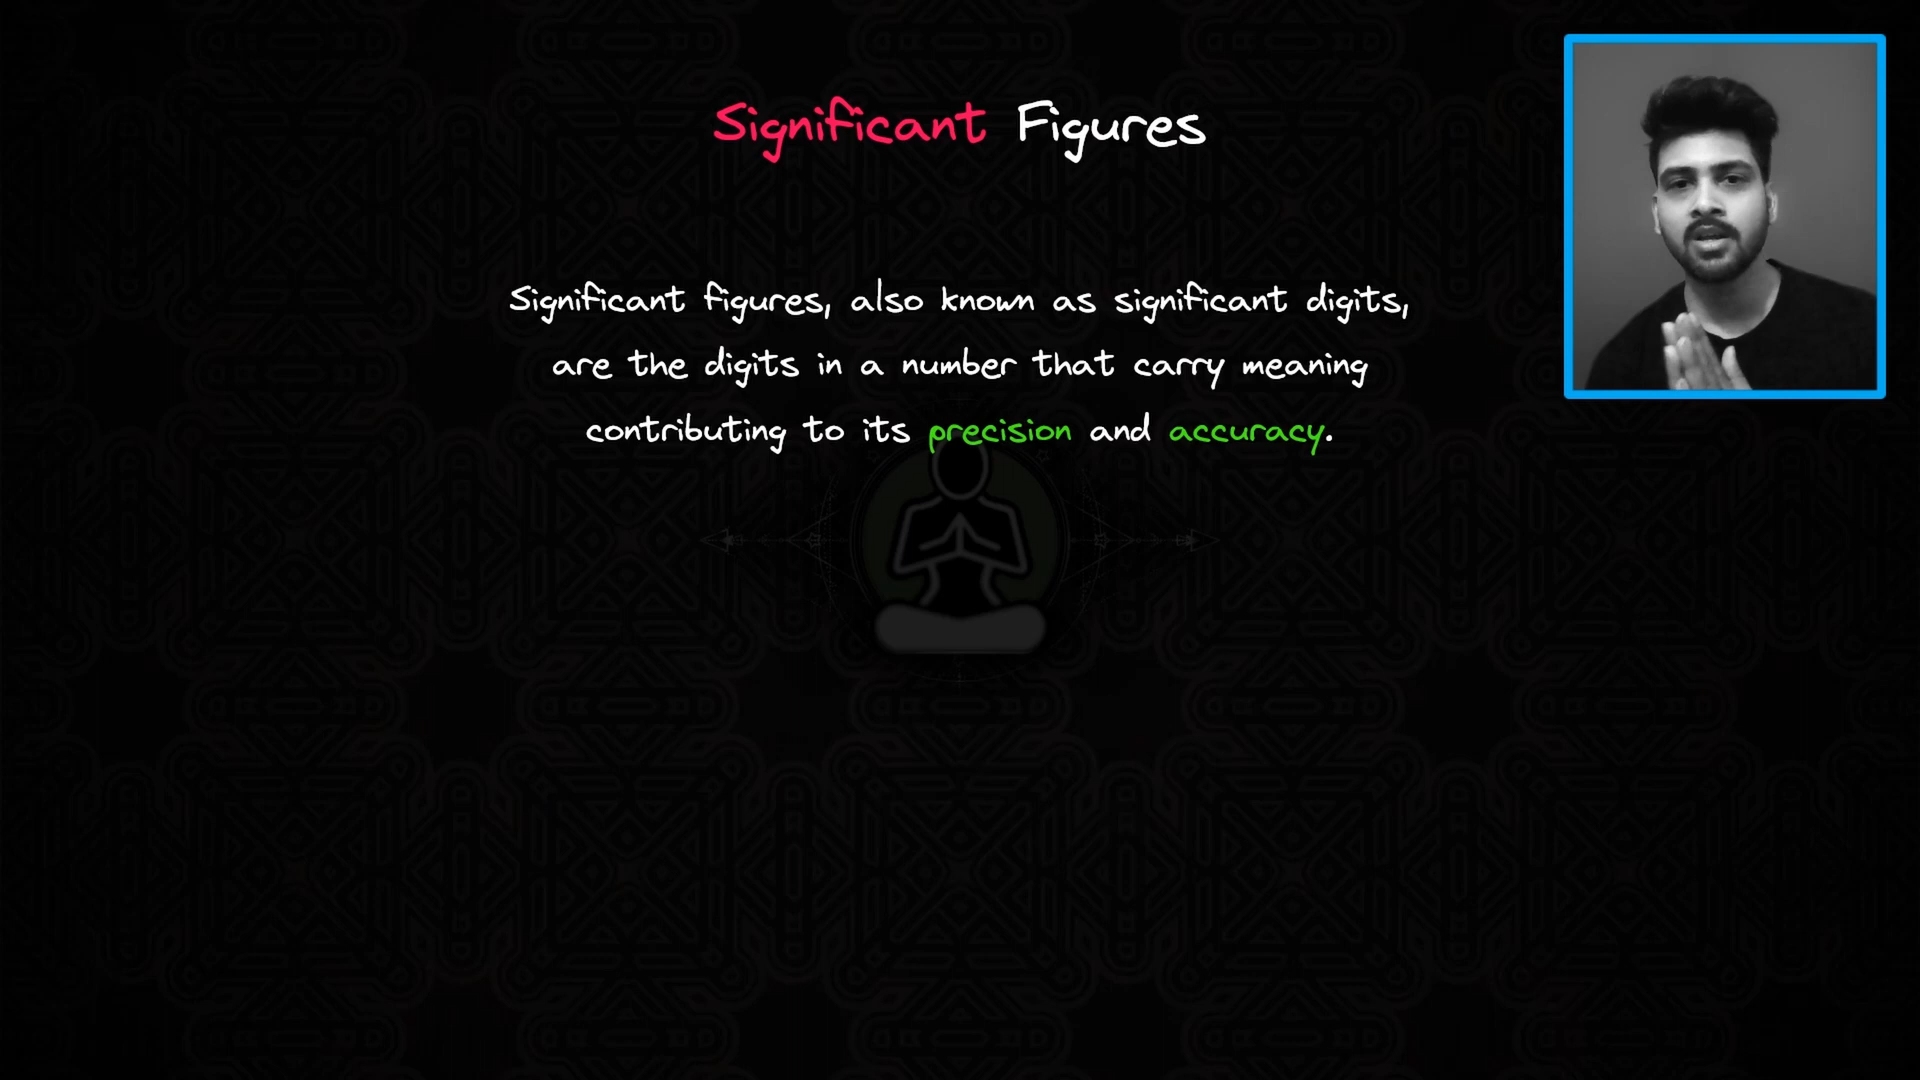 Significant Figures
Significant figures, also known as significant digits,
are the digits in a number that carry meaning
contributing to its precision and accuracy.